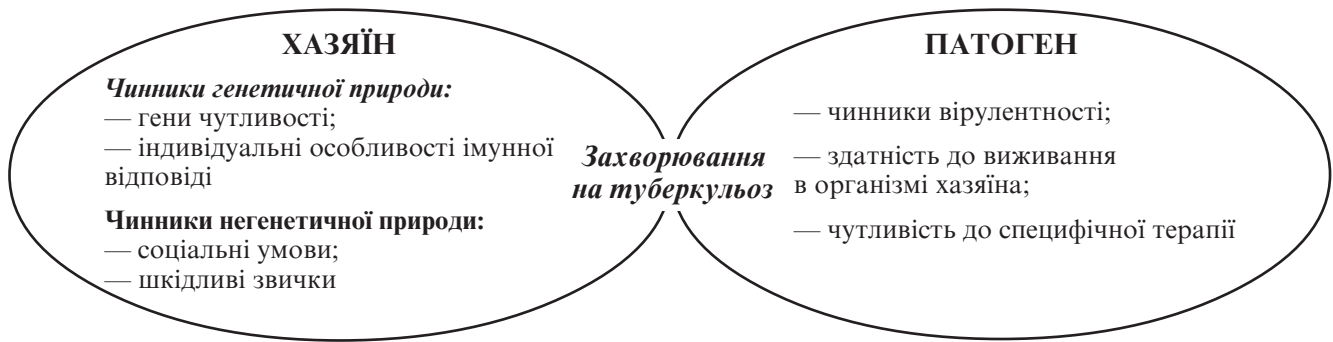 ХАЗЯЇН
Чинники генетичної природи:
— гени чутливості;
— індивідуальні особливості імунної
відповіді
Чинники негенетичної природи:
— соціальні умови;
— шкідливі звички
Захворювання
на туберкульоз
ПАТОГЕН
— чинники вірулентності;
— здатність до виживання
в організмі хазяїна;
— чутливість до специфічної терапії